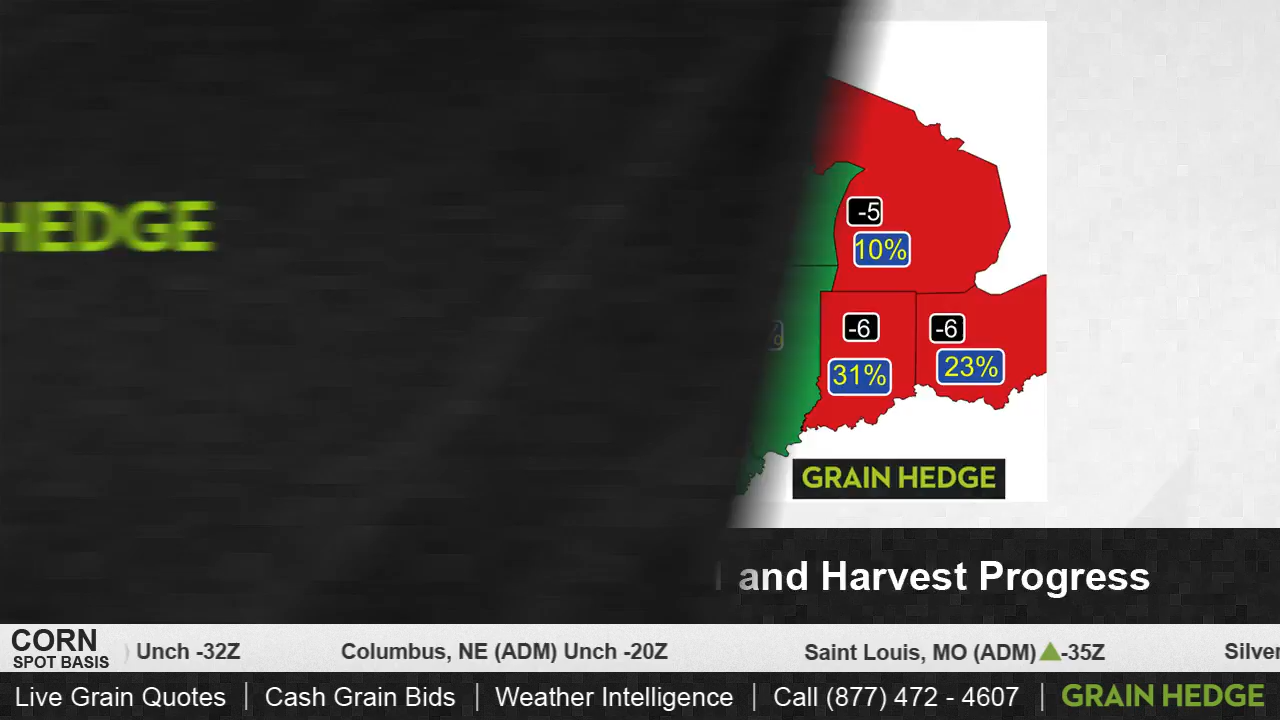 HEDGE
-5
10%
-6
-6
31%
23%
GRAIN HEDGE
and Harvest Progress
CORN
SPOT BASIS
Unch -32Z
Columbus, NE (ADM) Unch -20Z
Saint Louis, MO (ADM) ▲-35Z
Silver
Live Grain Quotes | Cash Grain Bids | Weather Intelligence | Call (877) 472 - 4607 | GRAIN HEDGE